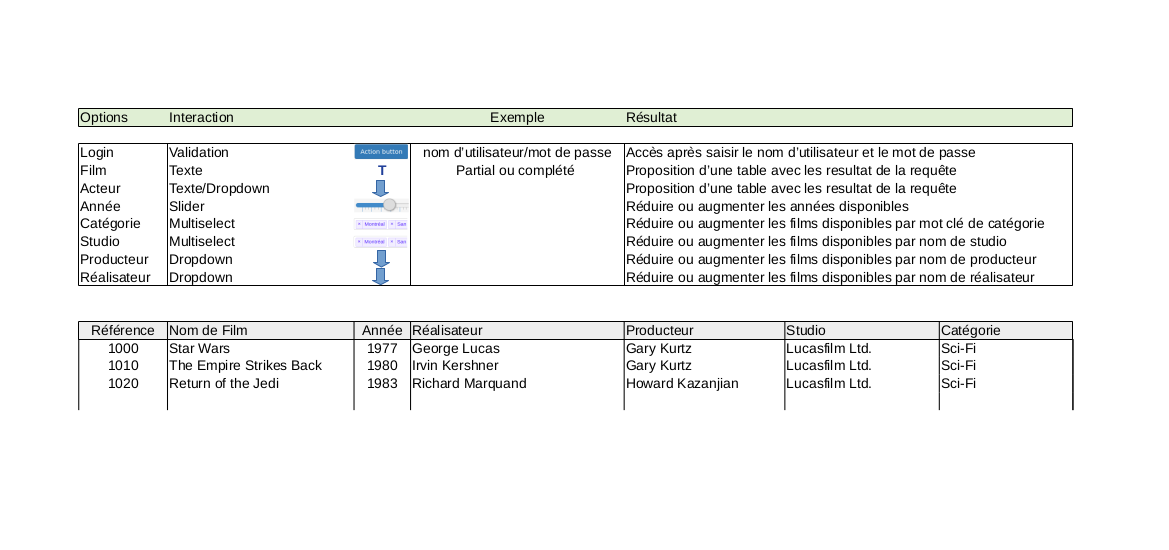 Options Interaction Exemple Résultat
Login Validation Action button nom d'utilisateur/mot de passe Accès après saisir le nom d'utilisateur et le mot de passe
Film Texte T Partial ou complété Proposition d'une table avec les resultat de la requête
Acteur Texte/Dropdown Proposition d'une table avec les resultat de la requête
Année Slider Réduire ou augmenter les années disponibles
Catégorie Multiselect × Montréal × San Réduire ou augmenter les films disponibles par mot clé de catégorie
Studio Multiselect × Montréal × San Réduire ou augmenter les films disponibles par nom de studio
Producteur Dropdown Réduire ou augmenter les films disponibles par nom de producteur
Réalisateur Dropdown Réduire ou augmenter les films disponibles par nom de réalisateur
Référence Nom de Film Année Réalisateur Producteur Studio Catégorie
1000 Star Wars 1977 George Lucas Gary Kurtz Lucasfilm Ltd. Sci-Fi
1010 The Empire Strikes Back 1980 Irvin Kershner Gary Kurtz Lucasfilm Ltd. Sci-Fi
1020 Return of the Jedi 1983 Richard Marquand Howard Kazanjian Lucasfilm Ltd. Sci-Fi